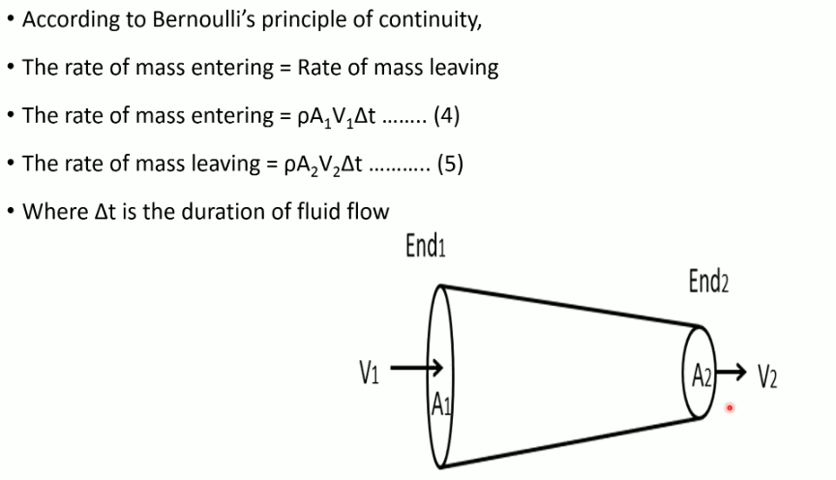 • According to Bernoulli's principle of continuity,
• The rate of mass entering = Rate of mass leaving
• The rate of mass entering = ρA₁V₁Δt ........ (4)
• The rate of mass leaving = ρA₂V₂Δt ........... (5)
• Where Δt is the duration of fluid flow
End1
End2
V1
A1
A2
V2